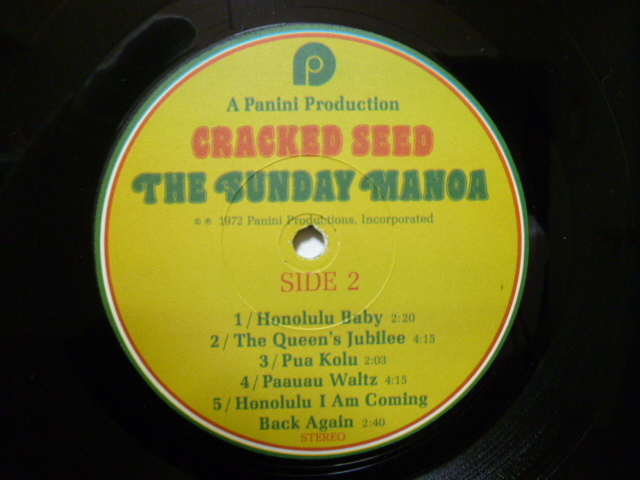 P
A Panini Production
CRACKED SEED
THE SUNDAY MANOA
© ℗ 1972 Panini Productions, Incorporated
SIDE 2
1/Honolulu Baby 2:20
2/The Queen's Jubilee 4:15
3/Pua Kolu 2:03
4/Paauau Waltz 4:15
5/Honolulu I Am Coming
Back Again 2:40
STEREO